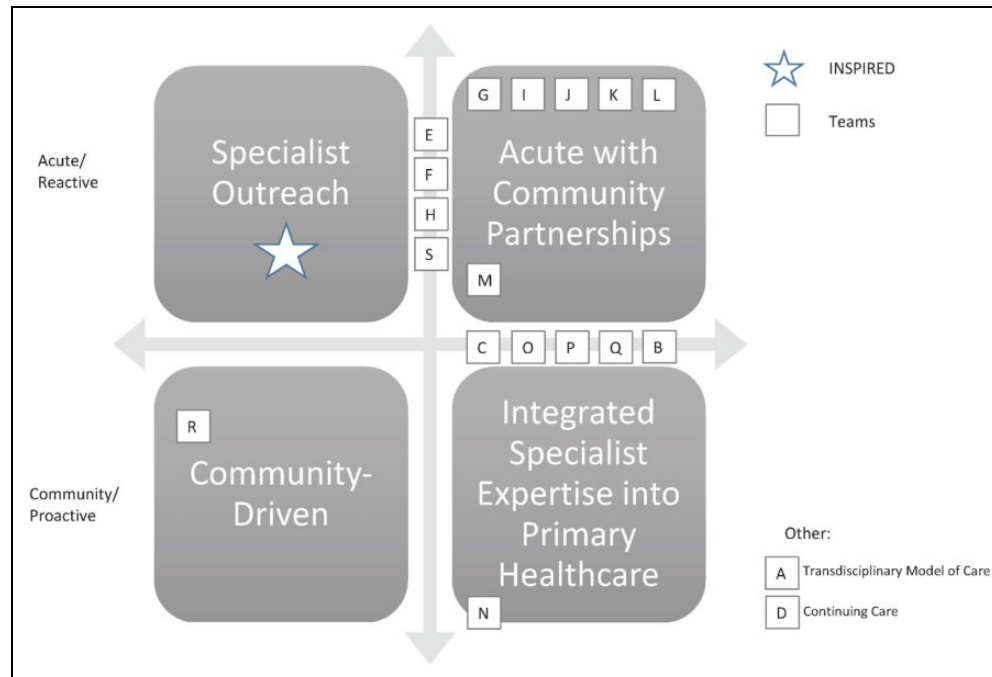 INSPIRED
Teams
Acute/
Reactive
Specialist
Outreach
E
F
H
S
G I J K L
Acute with
Community
Partnerships
M
C O P Q B
Community/
Proactive
R
Community-
Driven
Integrated
Specialist
Expertise into
Primary
Healthcare
N
Other:
A Transdisciplinary Model of Care
D Continuing Care